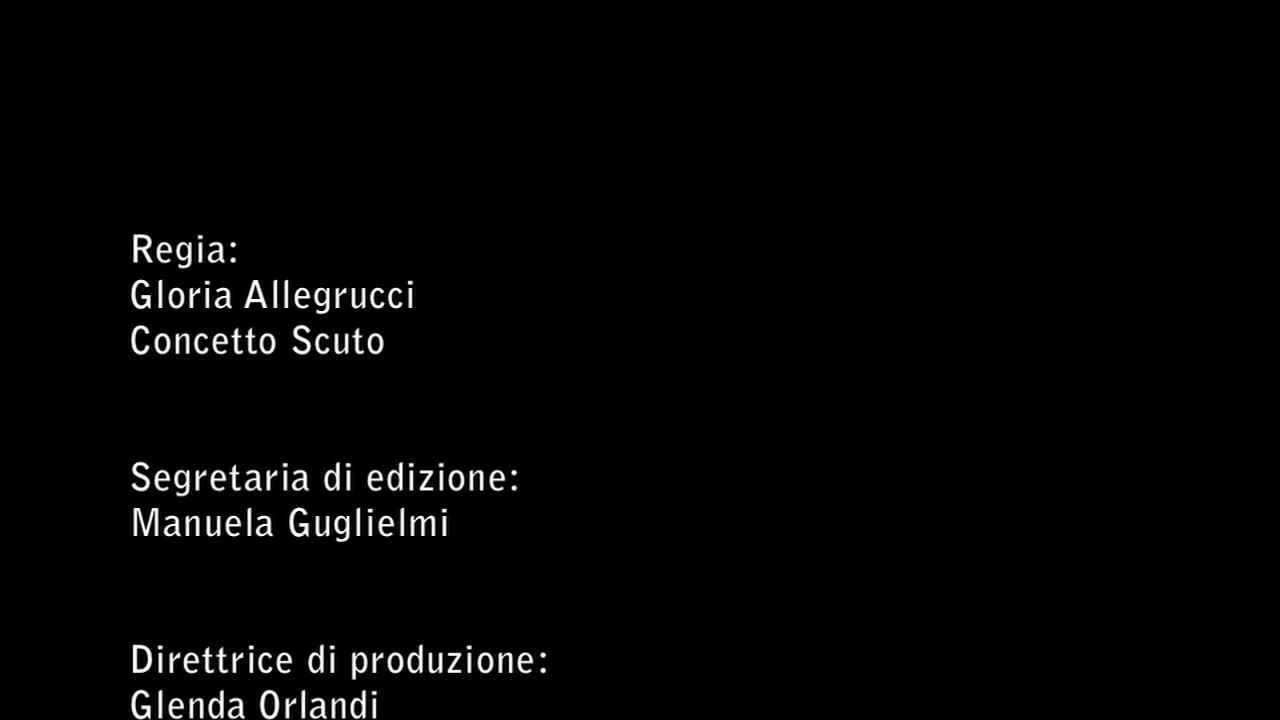 Regia:
Gloria Allegrucci
Concetto Scuto
Segretaria di edizione:
Manuela Guglielmi
Direttrice di produzione:
Glenda Orlandi